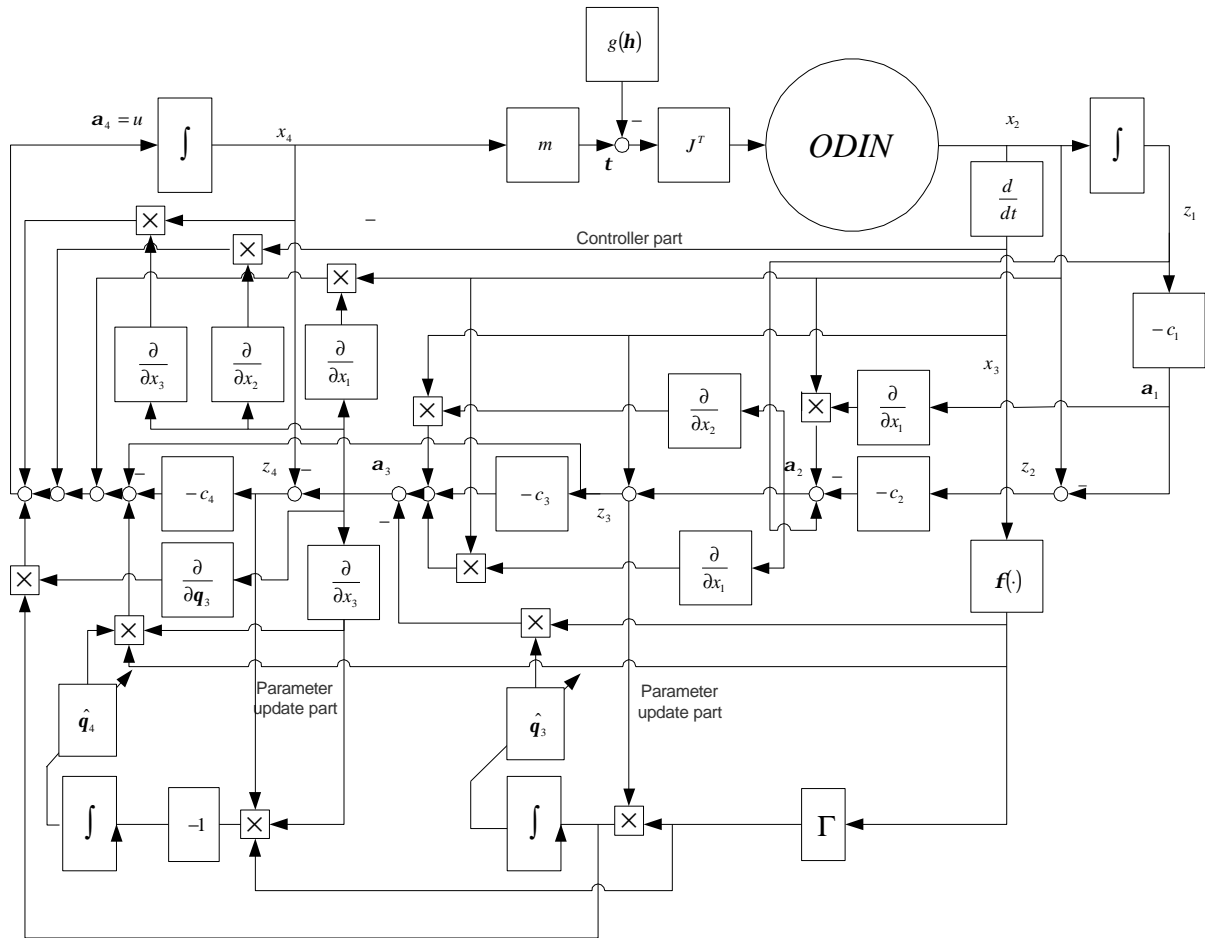 g(h)
a₄ = u
∫
x₄
m
−
t
Jᵀ
ODIN
x₂
∫
d/dt
z₁
−
Controller part
×
×
×
∂/∂x₃
∂/∂x₂
∂/∂x₁
−c₁
x₃
a₁
×
∂/∂x₂
×
∂/∂x₁
−
−c₄
z₄
−
a₃
−c₃
−
z₃
a₂
−
−c₂
z₂
−
−
×
∂/∂q₃
∂/∂x₃
×
∂/∂x₁
f(·)
×
×
q̂₄
Parameter
update part
q̂₃
Parameter
update part
∫
−1
×
∫
×
Γ